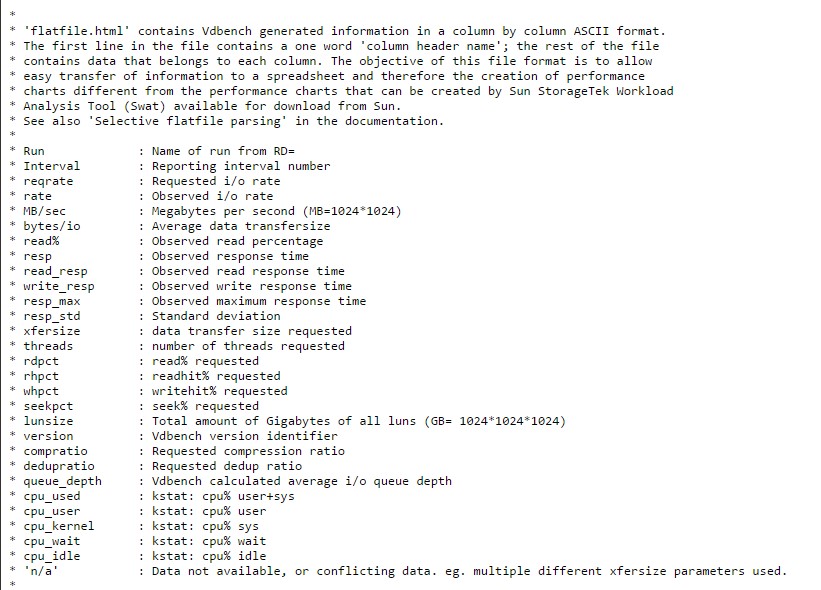 *
* 'flatfile.html' contains Vdbench generated information in a column by column ASCII format.
* The first line in the file contains a one word 'column header name'; the rest of the file
* contains data that belongs to each column. The objective of this file format is to allow
* easy transfer of information to a spreadsheet and therefore the creation of performance
* charts different from the performance charts that can be created by Sun StorageTek Workload
* Analysis Tool (Swat) available for download from Sun.
* See also 'Selective flatfile parsing' in the documentation.
*
* Run : Name of run from RD=
* Interval : Reporting interval number
* reqrate : Requested i/o rate
* rate : Observed i/o rate
* MB/sec : Megabytes per second (MB=1024*1024)
* bytes/io : Average data transfersize
* read% : Observed read percentage
* resp : Observed response time
* read_resp : Observed read response time
* write_resp : Observed write response time
* resp_max : Observed maximum response time
* resp_std : Standard deviation
* xfersize : data transfer size requested
* threads : number of threads requested
* rdpct : read% requested
* rhpct : readhit% requested
* whpct : writehit% requested
* seekpct : seek% requested
* lunsize : Total amount of Gigabytes of all luns (GB= 1024*1024*1024)
* version : Vdbench version identifier
* compratio : Requested compression ratio
* dedupratio : Requested dedup ratio
* queue_depth : Vdbench calculated average i/o queue depth
* cpu_used : kstat: cpu% user+sys
* cpu_user : kstat: cpu% user
* cpu_kernel : kstat: cpu% sys
* cpu_wait : kstat: cpu% wait
* cpu_idle : kstat: cpu% idle
* 'n/a' : Data not available, or conflicting data. eg. multiple different xfersize parameters used.
*